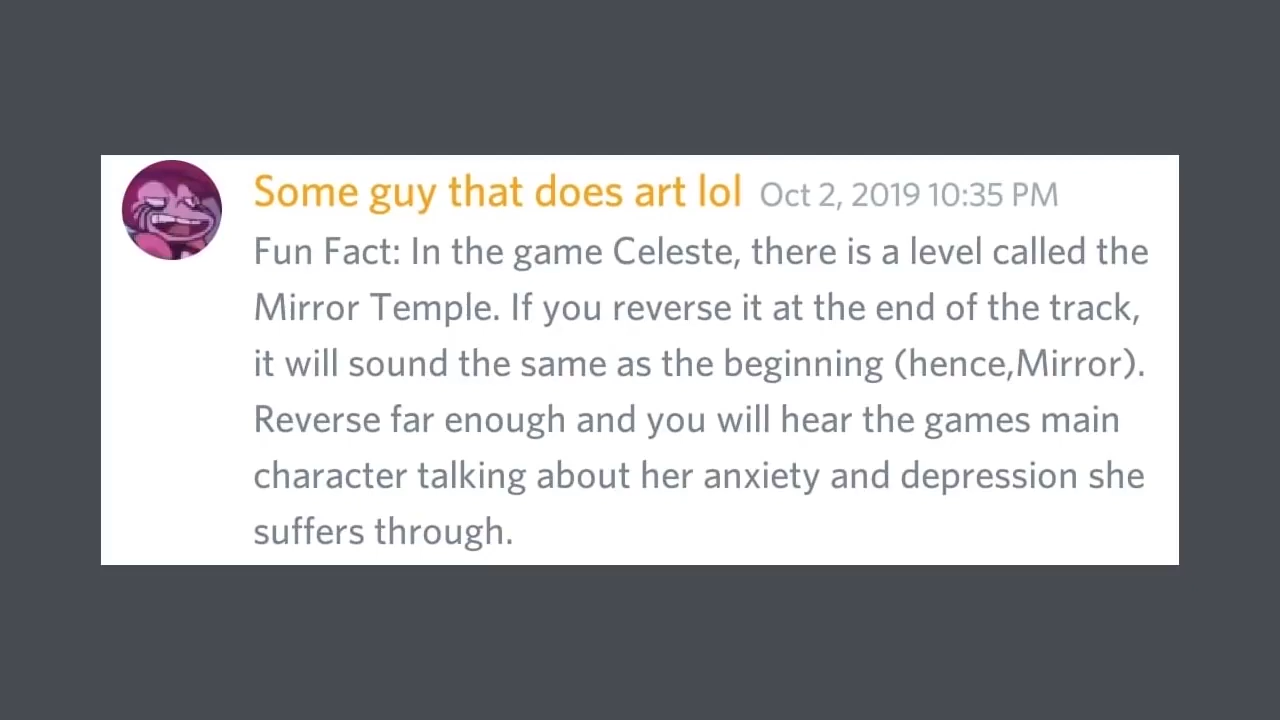 Some guy that does art lol Oct 2, 2019 10:35 PM
Fun Fact: In the game Celeste, there is a level called the
Mirror Temple. If you reverse it at the end of the track,
it will sound the same as the beginning (hence,Mirror).
Reverse far enough and you will hear the games main
character talking about her anxiety and depression she
suffers through.